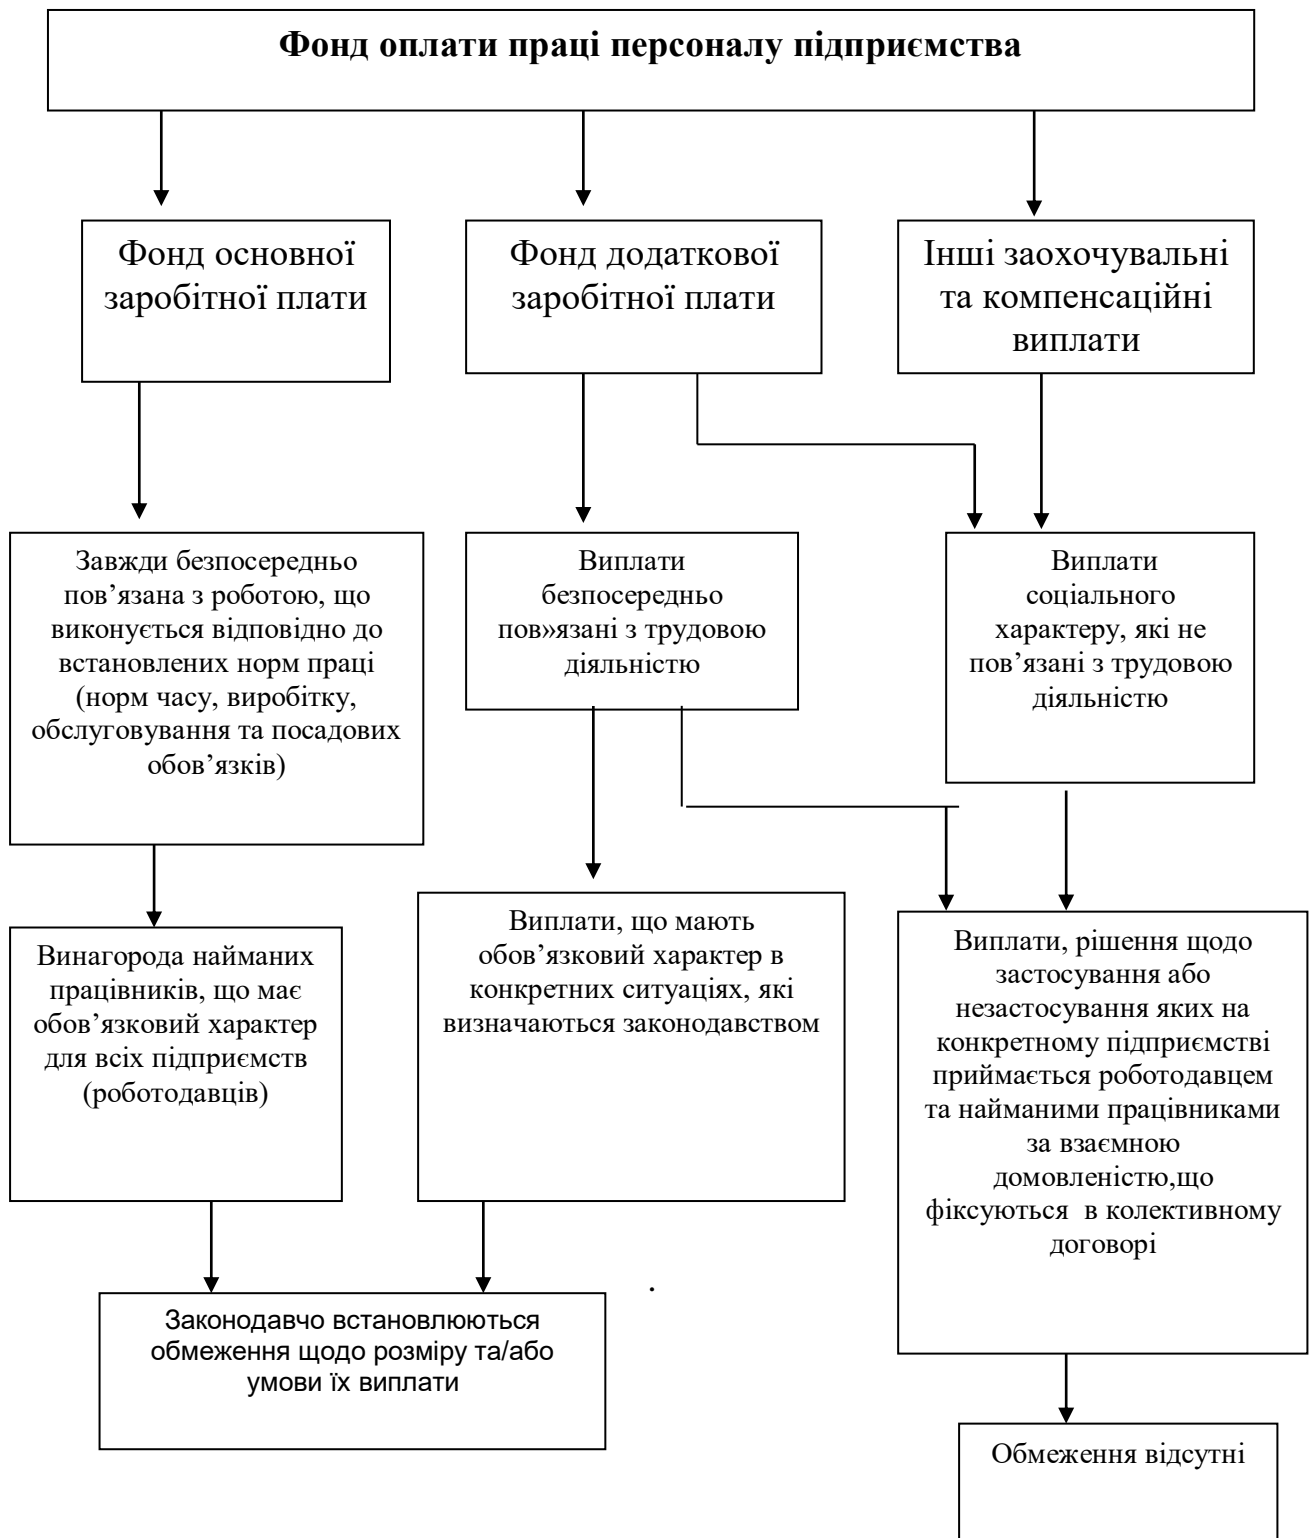 Фонд оплати праці персоналу підприємства
Фонд основної
заробітної плати
Фонд додаткової
заробітної плати
Інші заохочувальні
та компенсаційні
виплати
Завжди безпосередньо
пов’язана з роботою, що
виконується відповідно до
встановлених норм праці
(норм часу, виробітку,
обслуговування та посадових
обов’язків)
Виплати
безпосередньо
пов»язані з трудовою
діяльністю
Виплати
соціального
характеру, які не
пов’язані з трудовою
діяльністю
Винагорода найманих
працівників, що має
обов’язковий характер
для всіх підприємств
(роботодавців)
Виплати, що мають
обов’язковий характер в
конкретних ситуаціях, які
визначаються законодавством
Виплати, рішення щодо
застосування або
незастосування яких на
конкретному підприємстві
приймається роботодавцем
та найманими працівниками
за взаємною
домовленістю,що
фіксуються  в колективному
договорі
.
Законодавчо встановлюються
обмеження щодо розміру та/або
умови їх виплати
Обмеження відсутні